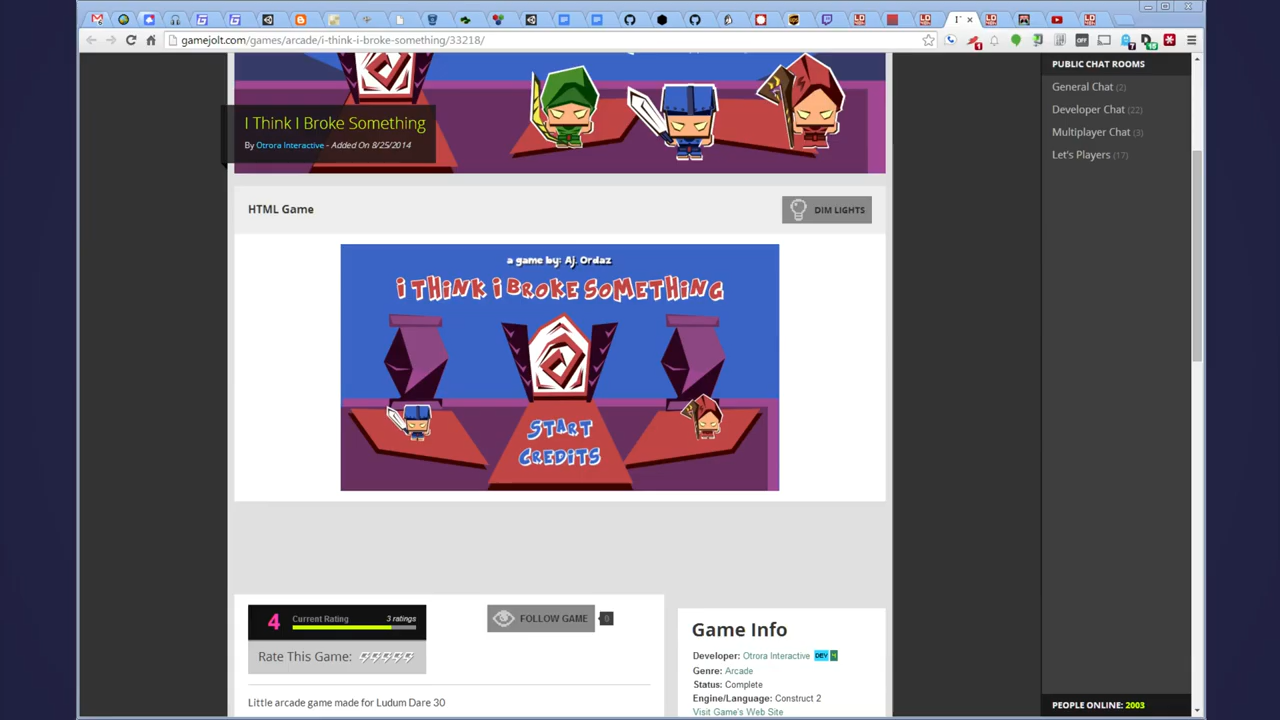 gamejolt.com/games/arcade/i-think-i-broke-something/33218/
PUBLIC CHAT ROOMS
General Chat (2)
Developer Chat (22)
Multiplayer Chat (3)
Let's Players (17)
I Think I Broke Something
By Otrora Interactive - Added On 8/25/2014
HTML Game
DIM LIGHTS
a game by: Aj. Ordaz
I THINK I BROKE SOMETHING
START
CREDITS
4 Current Rating 3 ratings
Rate This Game:
FOLLOW GAME 0
Little arcade game made for Ludum Dare 30
Game Info
Developer: Otrora Interactive DEV 4
Genre: Arcade
Status: Complete
Engine/Language: Construct 2
Visit Game's Web Site
PEOPLE ONLINE: 2003